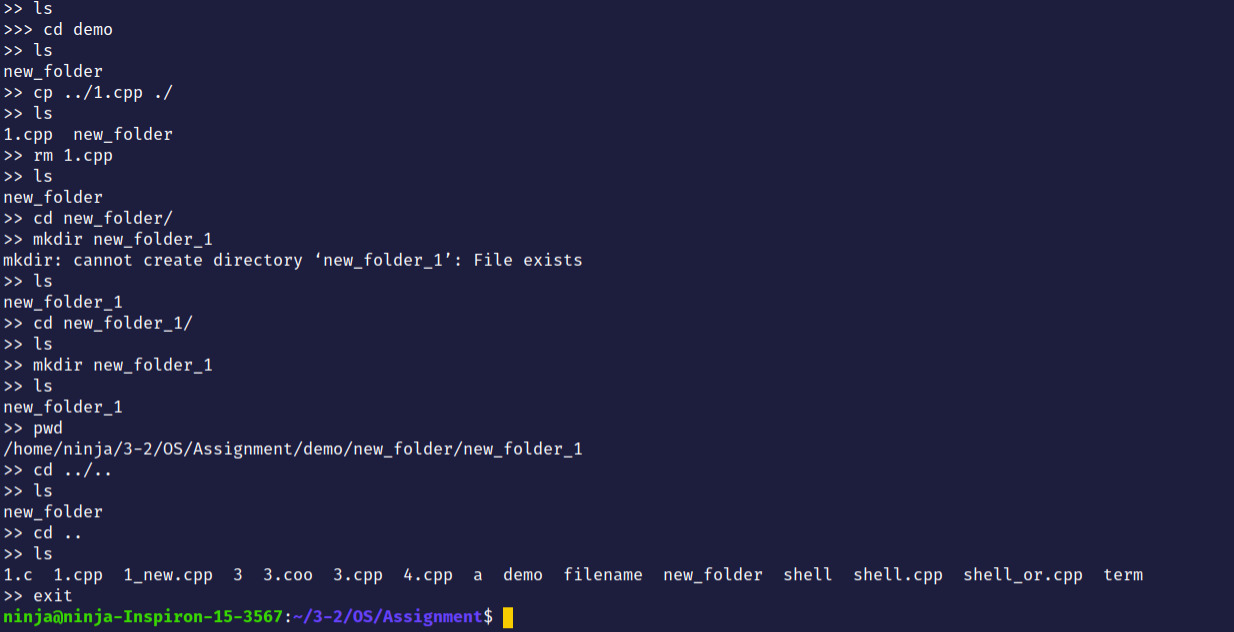 >> ls
>>> cd demo
>> ls
new_folder
>> cp ../1.cpp ./
>> ls
1.cpp  new_folder
>> rm 1.cpp
>> ls
new_folder
>> cd new_folder/
>> mkdir new_folder_1
mkdir: cannot create directory ‘new_folder_1’: File exists
>> ls
new_folder_1
>> cd new_folder_1/
>> ls
>> mkdir new_folder_1
>> ls
new_folder_1
>> pwd
/home/ninja/3-2/OS/Assignment/demo/new_folder/new_folder_1
>> cd ../..
>> ls
new_folder
>> cd ..
>> ls
1.c  1.cpp  1_new.cpp  3  3.coo  3.cpp  4.cpp  a  demo  filename  new_folder  shell  shell.cpp  shell_or.cpp  term
>> exit
ninja@ninja-Inspiron-15-3567:~/3-2/OS/Assignment$